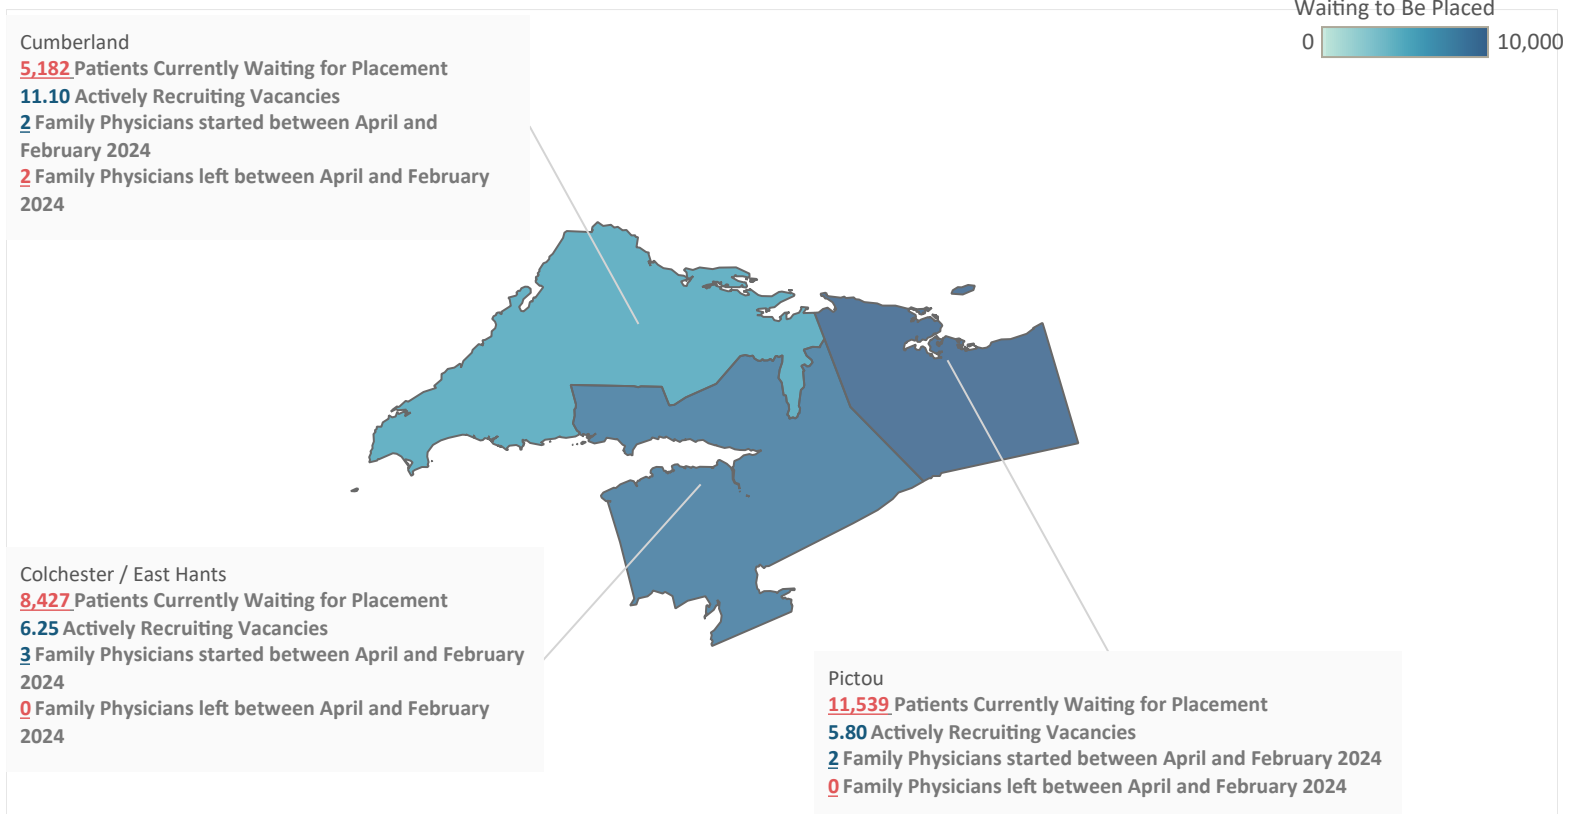 Waiting to Be Placed
0 10,000
Cumberland
5,182 Patients Currently Waiting for Placement
11.10 Actively Recruiting Vacancies
2 Family Physicians started between April and
February 2024
2 Family Physicians left between April and February
2024
Colchester / East Hants
8,427 Patients Currently Waiting for Placement
6.25 Actively Recruiting Vacancies
3 Family Physicians started between April and February
2024
0 Family Physicians left between April and February
2024
Pictou
11,539 Patients Currently Waiting for Placement
5.80 Actively Recruiting Vacancies
2 Family Physicians started between April and February 2024
0 Family Physicians left between April and February 2024